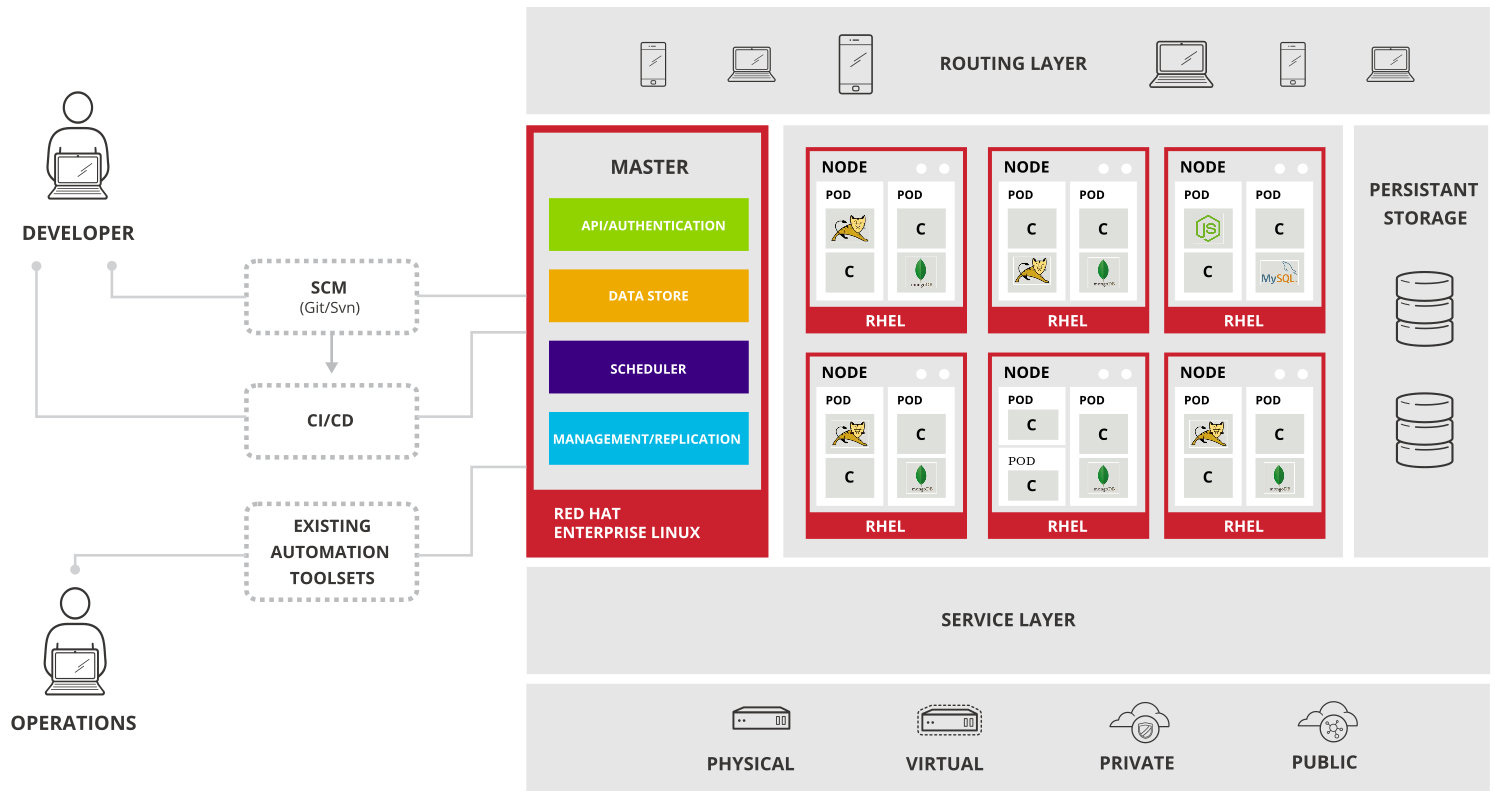 ROUTING LAYER
DEVELOPER
SCM
(Git/Svn)
CI/CD
EXISTING
AUTOMATION
TOOLSETS
OPERATIONS
MASTER
API/AUTHENTICATION
DATA STORE
SCHEDULER
MANAGEMENT/REPLICATION
RED HAT
ENTERPRISE LINUX
NODE
POD POD
C
C mongoDB
RHEL
NODE
POD POD
C C
mongoDB
RHEL
NODE
POD POD
JS C
C MySQL
RHEL
NODE
POD POD
C
C mongoDB
RHEL
NODE
POD POD
C C
POD
C mongoDB
RHEL
NODE
POD POD
C
C mongoDB
RHEL
PERSISTANT
STORAGE
SERVICE LAYER
PHYSICAL
VIRTUAL
PRIVATE
PUBLIC